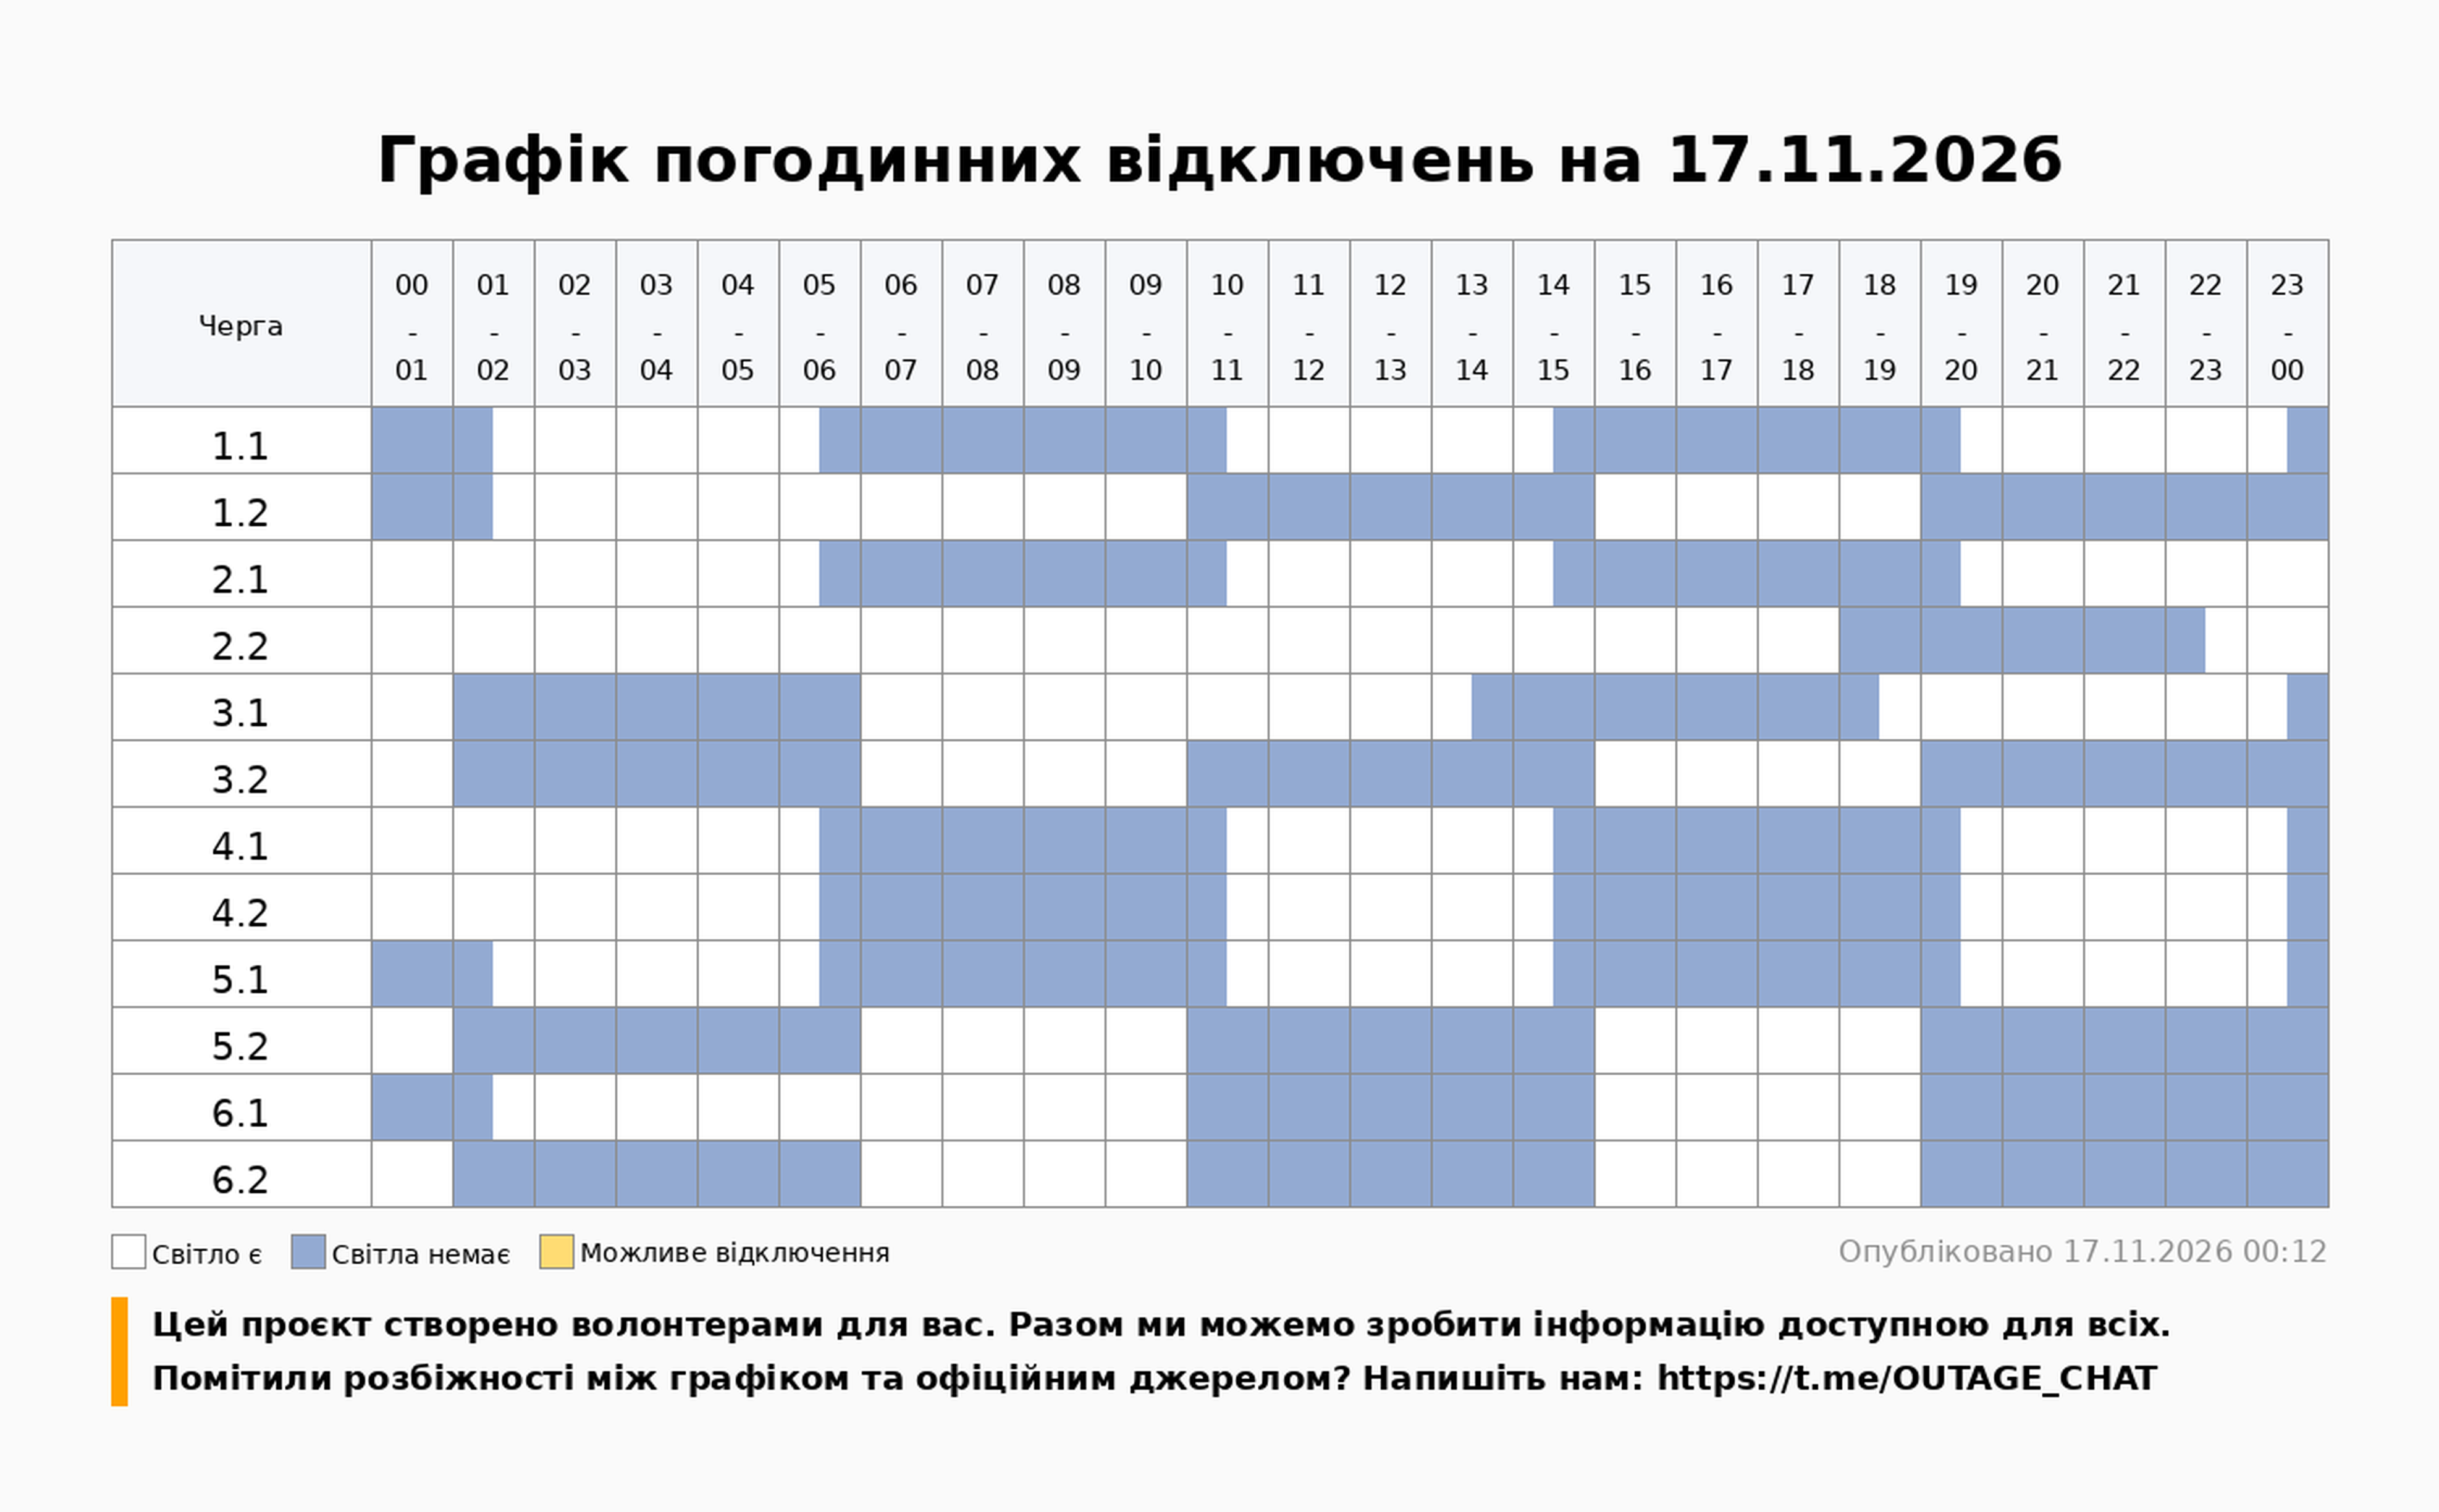 Графік погодинних відключень на 17.11.2026
Черга 00 - 01 01 - 02 02 - 03 03 - 04 04 - 05 05 - 06 06 - 07 07 - 08 08 - 09 09 - 10 10 - 11 11 - 12 12 - 13 13 - 14 14 - 15 15 - 16 16 - 17 17 - 18 18 - 19 19 - 20 20 - 21 21 - 22 22 - 23 23 - 00
1.1
1.2
2.1
2.2
3.1
3.2
4.1
4.2
5.1
5.2
6.1
6.2
Світло є Світла немає Можливе відключення Опубліковано 17.11.2026 00:12
Цей проєкт створено волонтерами для вас. Разом ми можемо зробити інформацію доступною для всіх.
Помітили розбіжності між графіком та офіційним джерелом? Напишіть нам: https://t.me/OUTAGE_CHAT